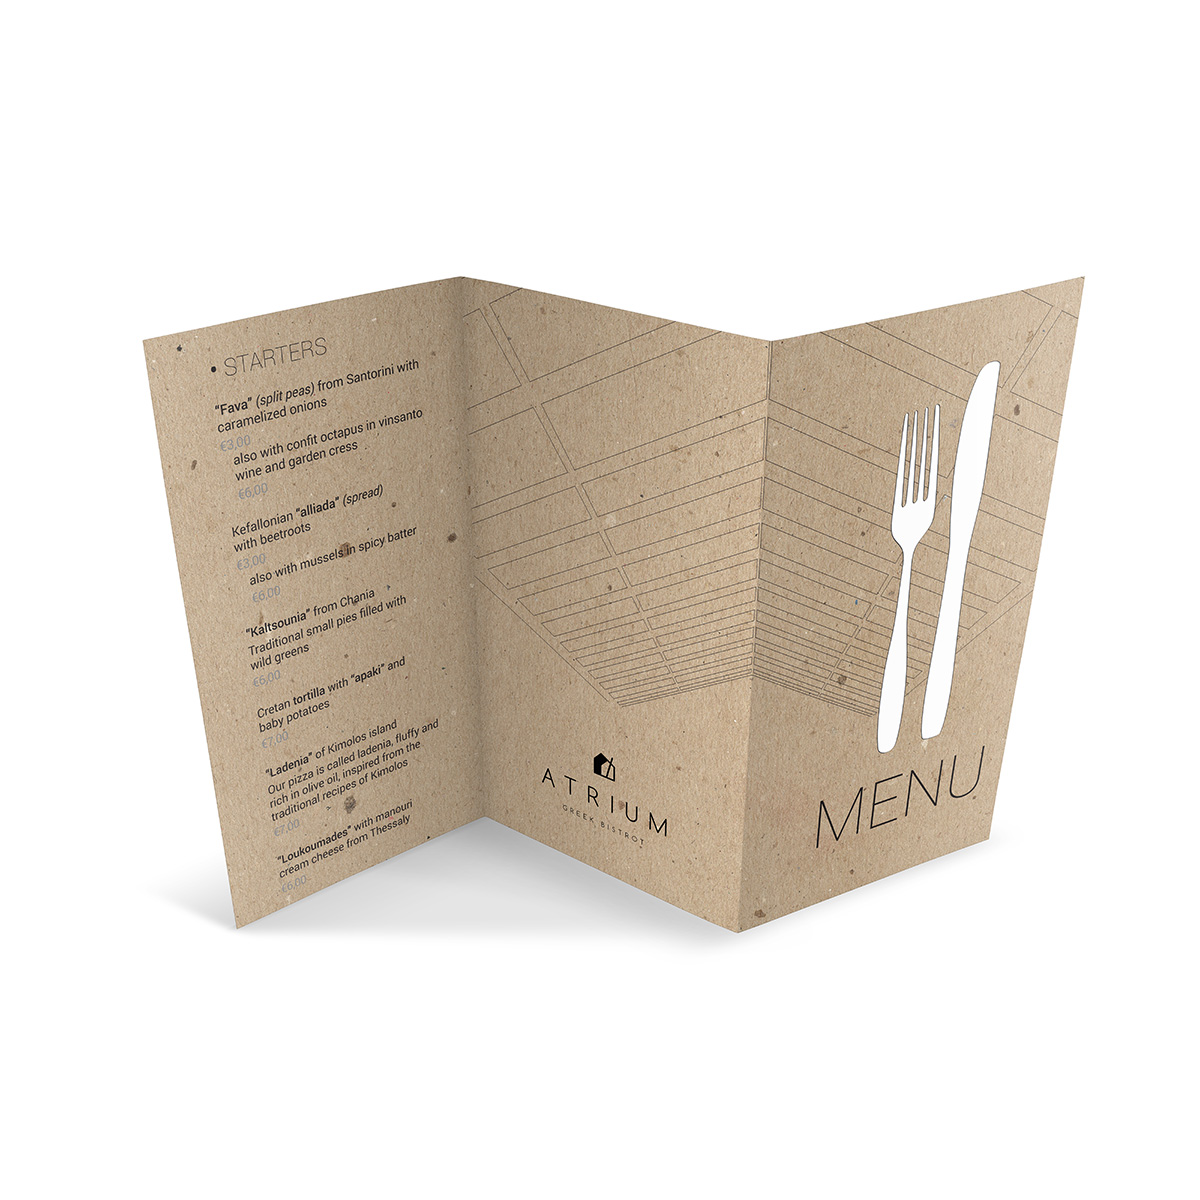 • STARTERS
“Fava” (split peas) from Santorini with
caramelized onions
€3,00
also with confit octapus in vinsanto
wine and garden cress
€6,00
Kefallonian “alliada” (spread)
with beetroots
€3,00
also with mussels in spicy batter
€6,00
“Kaltsounia” from Chania
Traditional small pies filled with
wild greens
€6,00
Cretan tortilla with “apaki” and
baby potatoes
€7,00
“Ladenia” of Kimolos island
Our pizza is called ladenia, fluffy and
rich in olive oil, inspired from the
traditional recipes of Kimolos
€7,00
“Loukoumades” with manouri
cream cheese from Thessaly
€6,00
ATRIUM
GREEK BISTROT
MENU